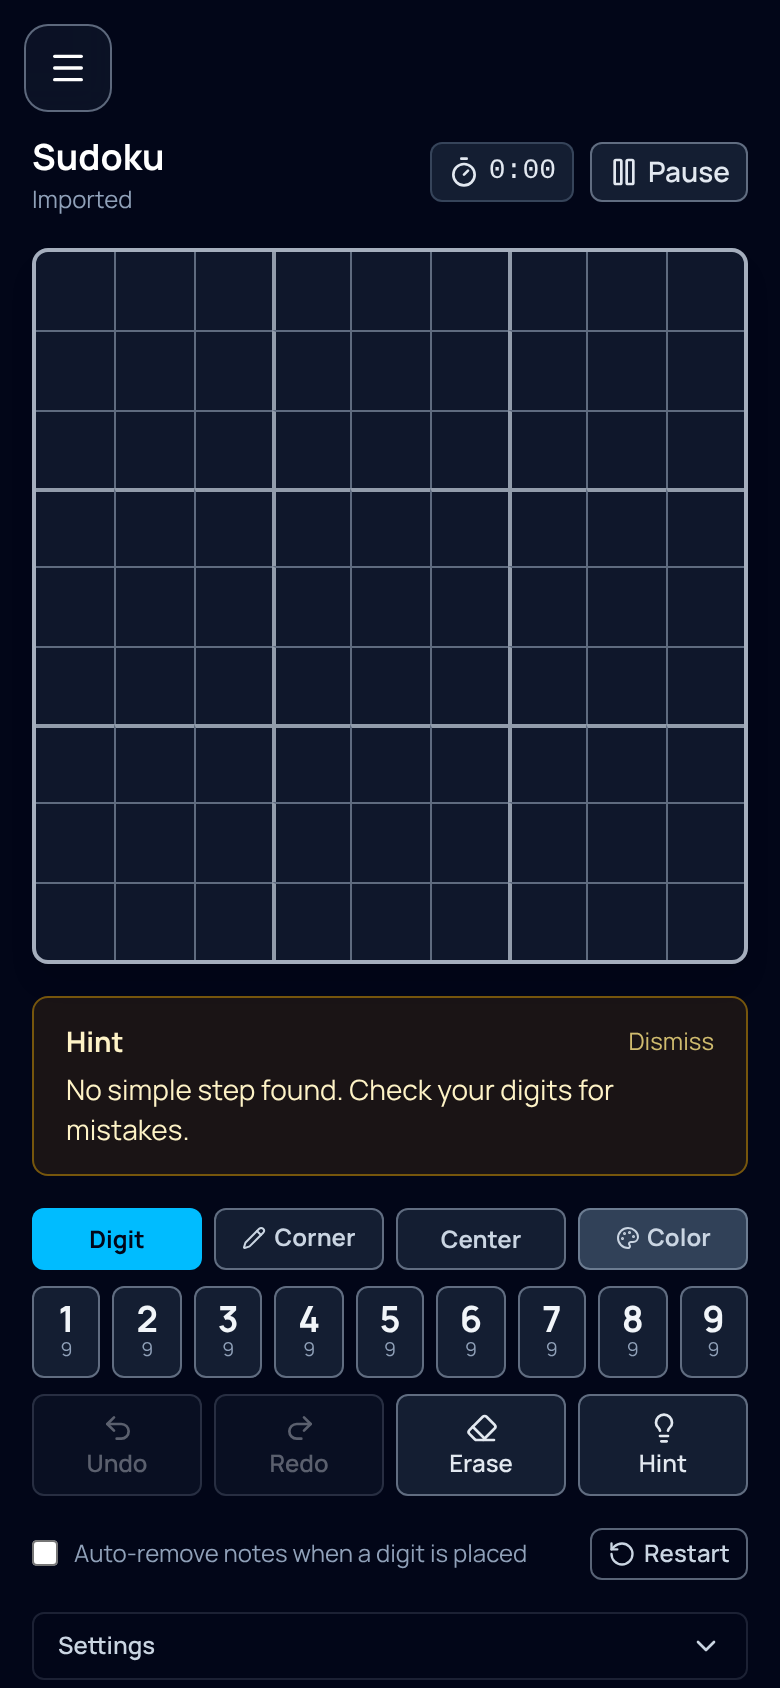 Sudoku
Imported
0:00
Pause
Hint
Dismiss
No simple step found. Check your digits for
mistakes.
Digit
Corner
Center
Color
1 2 3 4 5 6 7 8 9
9 9 9 9 9 9 9 9 9
Undo
Redo
Erase
Hint
Auto-remove notes when a digit is placed
Restart
Settings